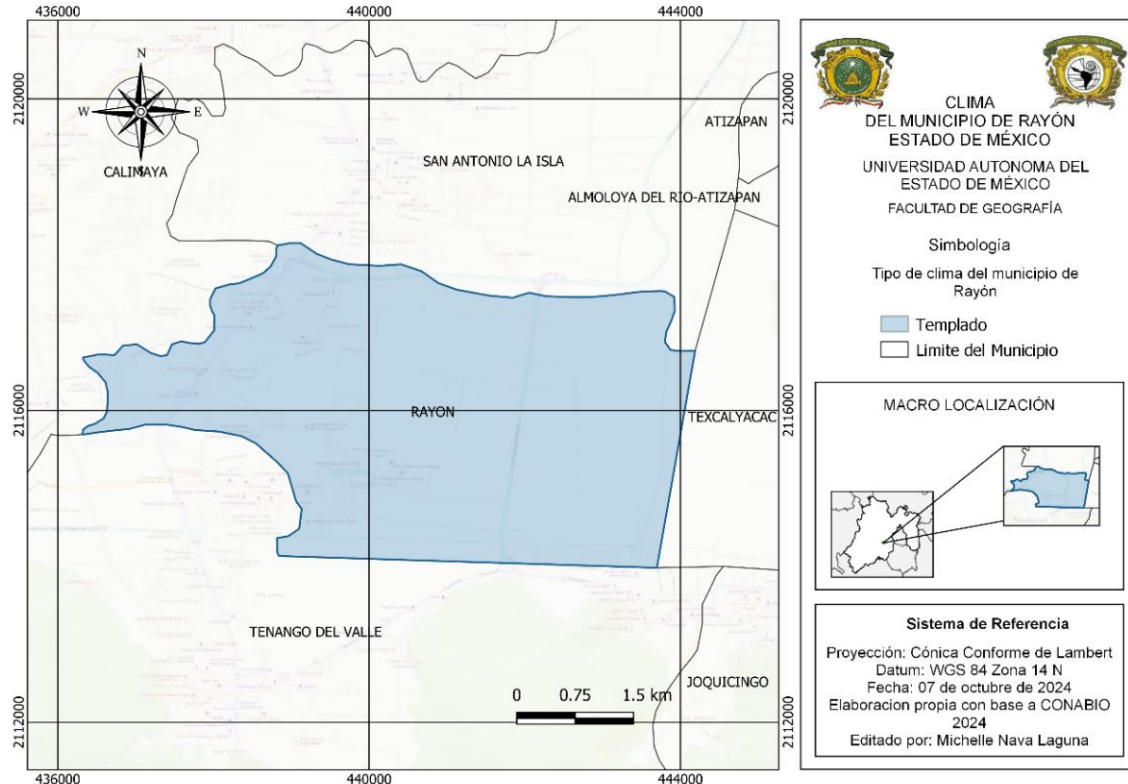 436000
440000
444000
2120000
2120000
N
W
E
CALIMAYA
ATIZAPAN
SAN ANTONIO LA ISLA
ALMOLOYA DEL RIO-ATIZAPAN
2116000
2116000
RAYON
TEXCALYACAC
TENANGO DEL VALLE
JOQUICINGO
0 0.75 1.5 km
2112000
2112000
436000
440000
444000
CLIMA
DEL MUNICIPIO DE RAYÓN
ESTADO DE MÉXICO
UNIVERSIDAD AUTONOMA DEL
ESTADO DE MÉXICO
FACULTAD DE GEOGRAFÍA
Simbología
Tipo de clima del municipio de
Rayón
Templado
Limite del Municipio
MACRO LOCALIZACIÓN
Sistema de Referencia
Proyección: Cónica Conforme de Lambert
Datum: WGS 84 Zona 14 N
Fecha: 07 de octubre de 2024
Elaboracion propia con base a CONABIO
2024
Editado por: Michelle Nava Laguna